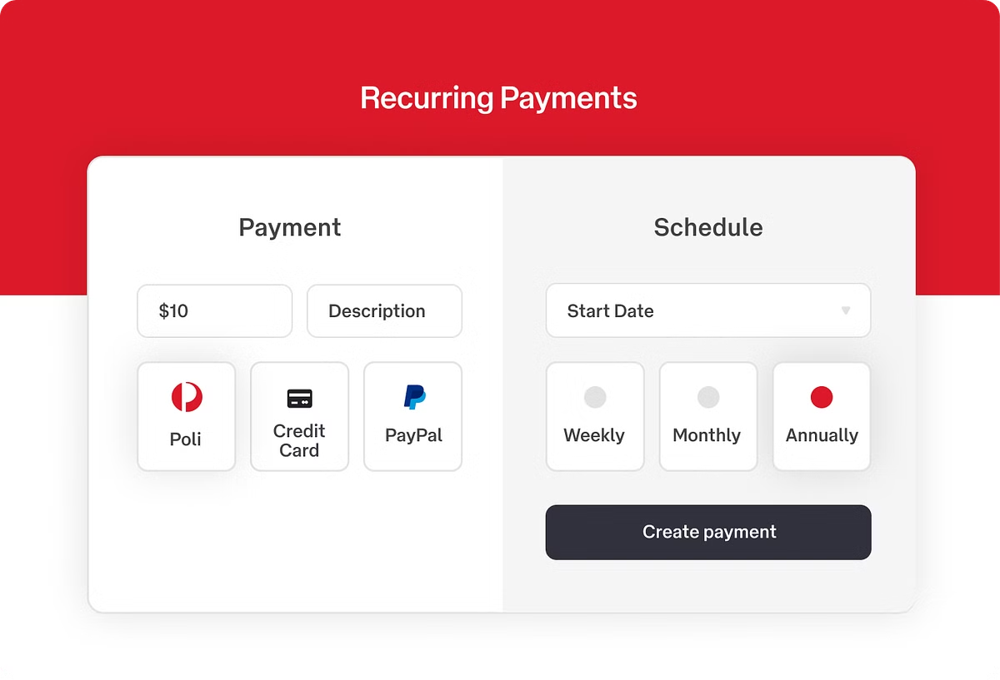 Recurring Payments
Payment
$10
Description
Poli
Credit
Card
PayPal
Schedule
Start Date
Weekly
Monthly
Annually
Create payment